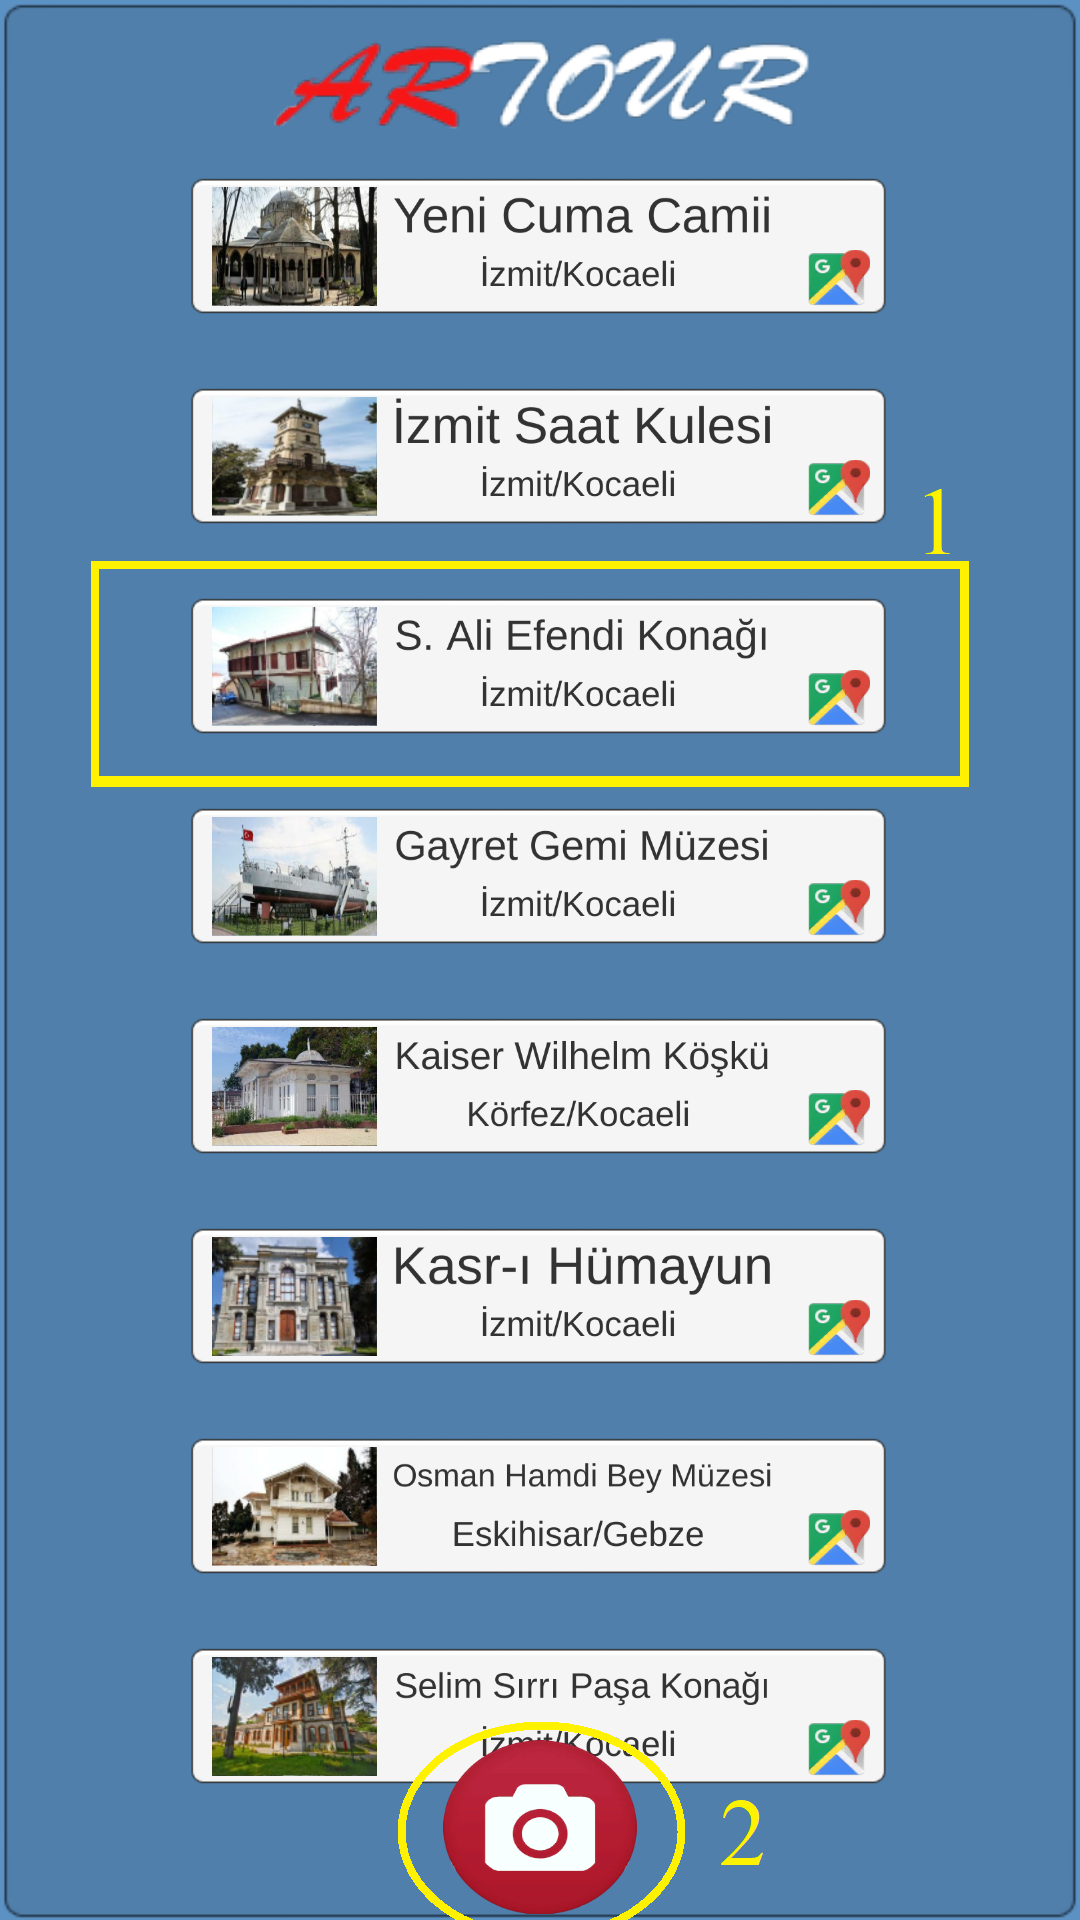 ARTOUR
Yeni Cuma Camii
İzmit/Kocaeli
İzmit Saat Kulesi
İzmit/Kocaeli
1
S. Ali Efendi Konağı
İzmit/Kocaeli
Gayret Gemi Müzesi
İzmit/Kocaeli
Kaiser Wilhelm Köşkü
Körfez/Kocaeli
Kasr-ı Hümayun
İzmit/Kocaeli
Osman Hamdi Bey Müzesi
Eskihisar/Gebze
Selim Sırrı Paşa Konağı
İzmit/Kocaeli
2